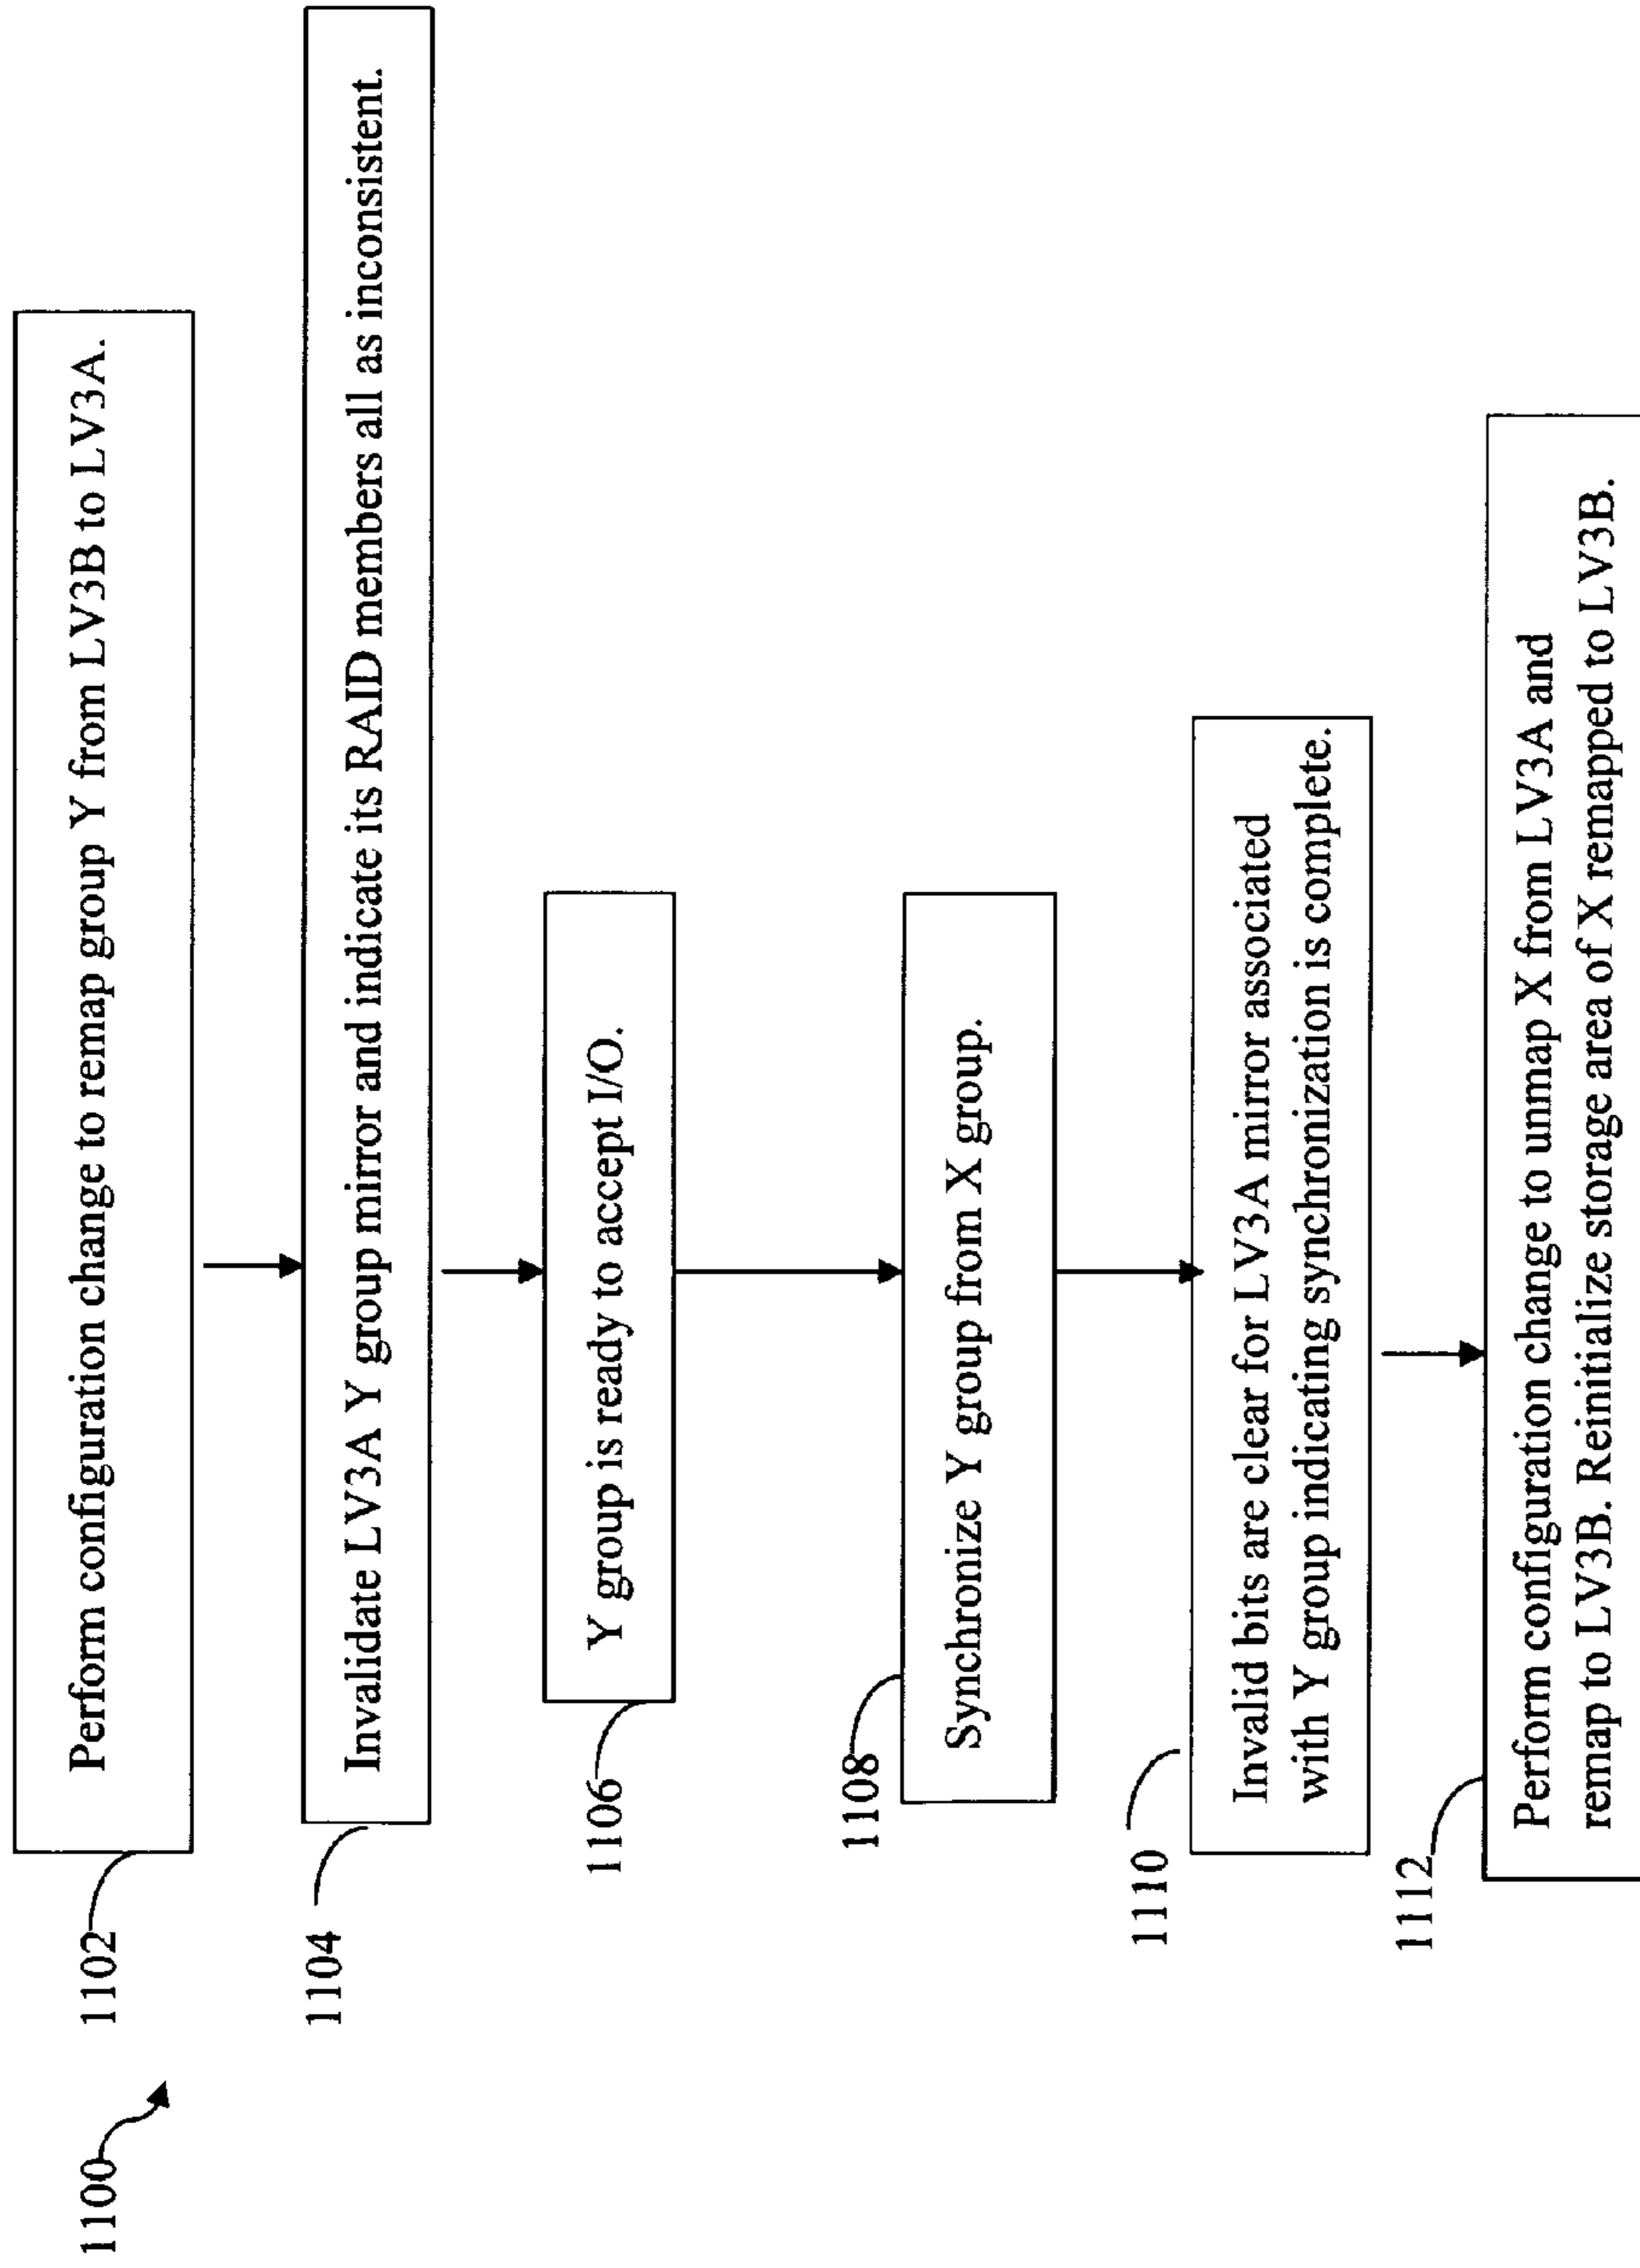 1100
1102
Perform configuration change to remap group Y from LV3B to LV3A.
1104
Invalidate LV3A Y group mirror and indicate its RAID members all as inconsistent.
1106
Y group is ready to accept I/O.
1108
Synchronize Y group from X group.
1110
Invalid bits are clear for LV3A mirror associated
with Y group indicating synchronization is complete.
1112
Perform configuration change to unmap X from LV3A and
remap to LV3B. Reinitialize storage area of X remapped to LV3B.